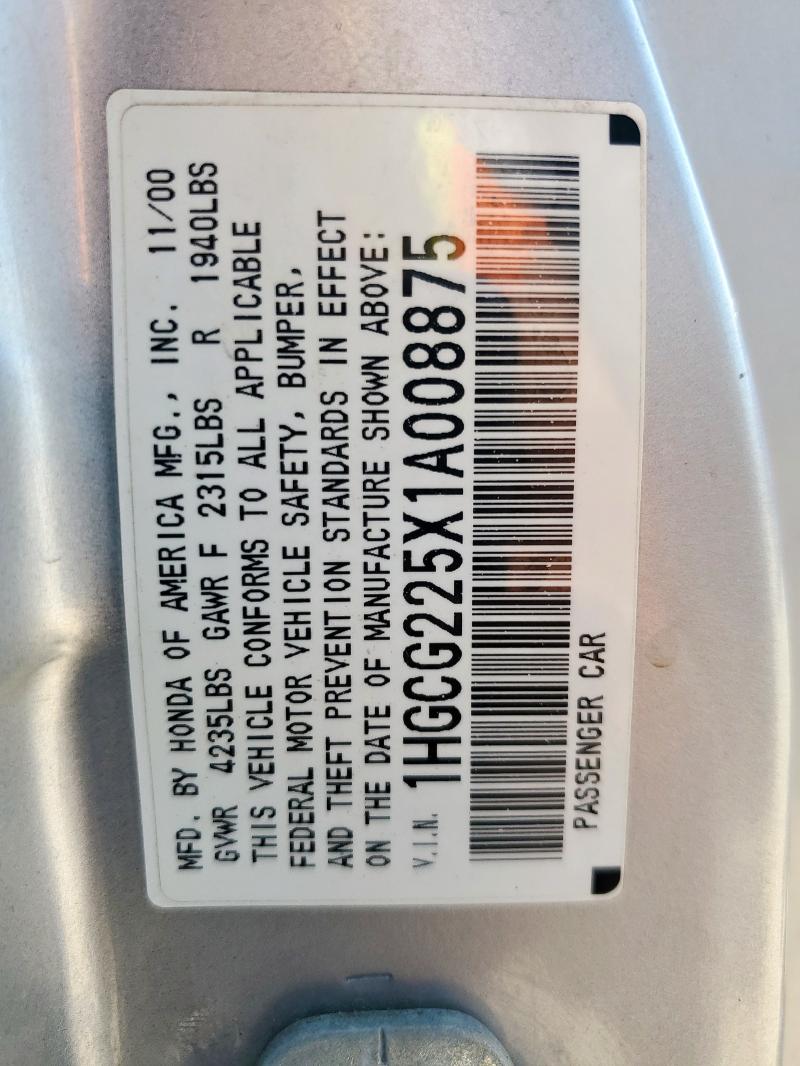 MFD. BY HONDA OF AMERICA MFG., INC. 11/00
GVWR 4235LBS GAWR F 2315LBS R 1940LBS
THIS VEHICLE CONFORMS TO ALL APPLICABLE
FEDERAL MOTOR VEHICLE SAFETY, BUMPER,
AND THEFT PREVENTION STANDARDS IN EFFECT
ON THE DATE OF MANUFACTURE SHOWN ABOVE:
V.I.N. 1HGCG225X1A008875
PASSENGER CAR